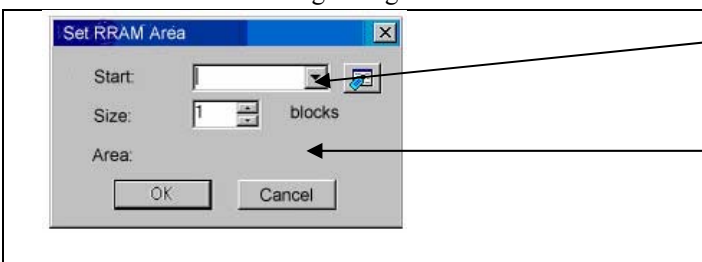 Set RRAM Area
Start:
Size: 1 blocks
Area:
OK Cancel